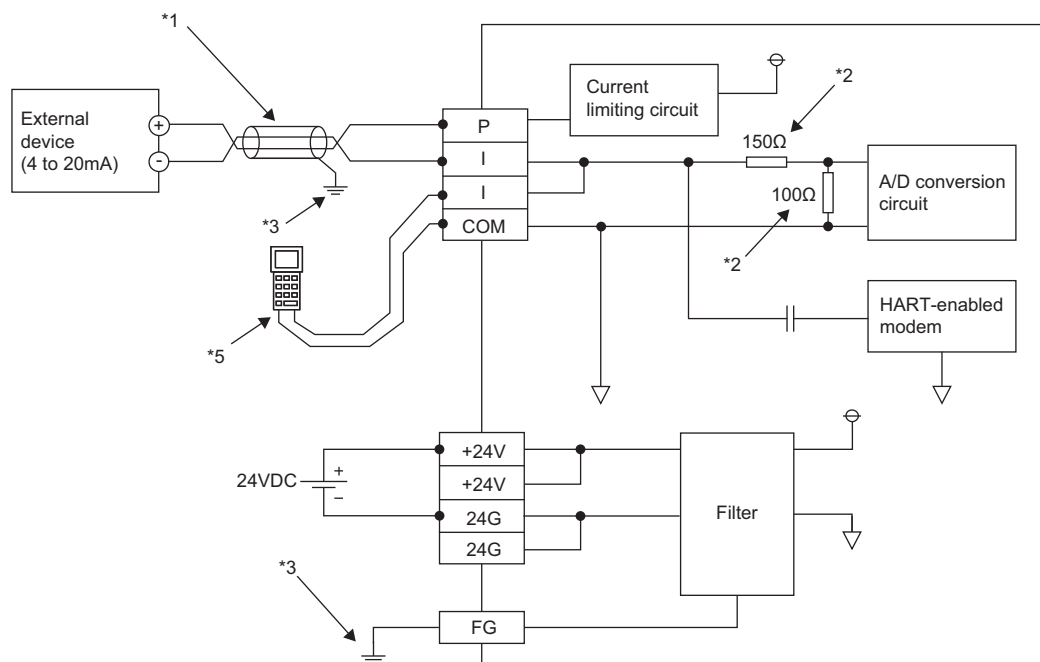 *1
External
device
(4 to 20mA)
+
-
*3
*5
P
I
I
COM
Current
limiting circuit
*2
150Ω
100Ω
*2
A/D conversion
circuit
HART-enabled
modem
24VDC
+
–
+24V
+24V
24G
24G
Filter
*3
FG